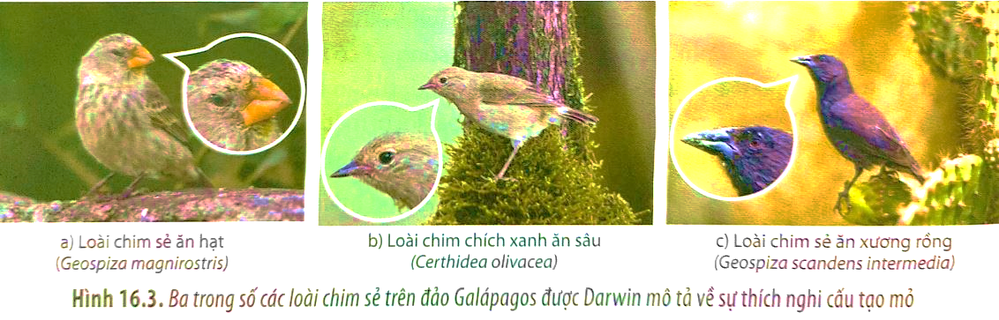 a) Loài chim sẻ ăn hạt
(Geospiza magnirostris)
b) Loài chim chích xanh ăn sâu
(Certhidea olivacea)
c) Loài chim sẻ ăn xương rồng
(Geospiza scandens intermedia)
Hình 16.3. Ba trong số các loài chim sẻ trên đảo Galápagos được Darwin mô tả về sự thích nghi cấu tạo mỏ